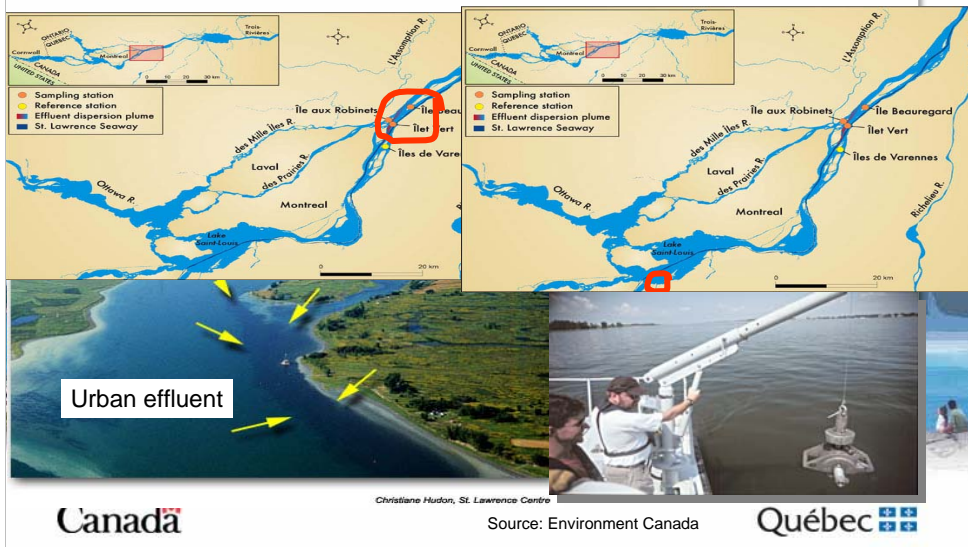 ONTARIO
QUÉBEC
Cornwall
CANADA
UNITED STATES
Montreal
Trois-
Rivières
0 10 20 30 km
L'Assomption R.
Sampling station
Reference station
Effluent dispersion plume
St. Lawrence Seaway
Île aux Robinets
Île Beau
Îlet Vert
Îles de Varen
des Mille Îles R.
Laval
des Prairies R.
Ottawa R.
Montreal
Lake
Saint-Louis
0 20 km
ONTARIO
QUÉBEC
Cornwall
CANADA
UNITED STATES
Montreal
Trois-
Rivières
0 10 20 30 km
L'Assomption R.
Sampling station
Reference station
Effluent dispersion plume
St. Lawrence Seaway
Île aux Robinets
Île Beauregard
Îlet Vert
Îles de Varennes
des Mille Îles R.
Laval
des Prairies R.
Ottawa R.
Montreal
Richelieu R.
Lake
Saint-Louis
0 20 km
Urban effluent
Christiane Hudon, St. Lawrence Centre
Canada
Source: Environment Canada
Québec